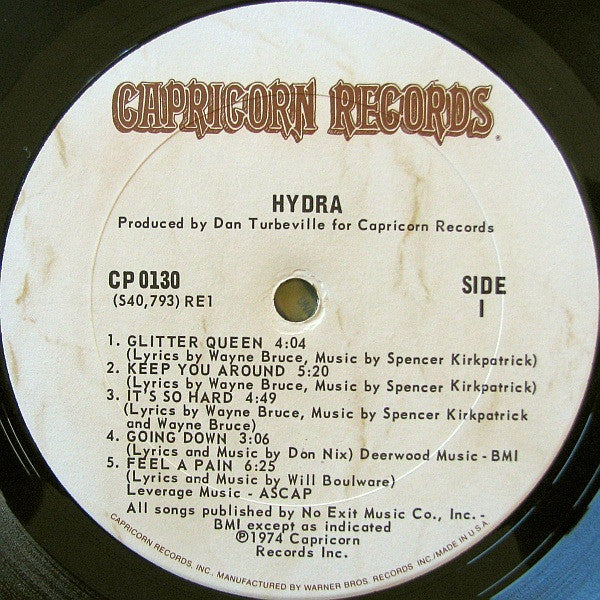 CAPRICORN RECORDS
HYDRA
Produced by Dan Turbeville for Capricorn Records
CP 0130
(S40,793) RE1
SIDE
I
1. GLITTER QUEEN 4:04
(Lyrics by Wayne Bruce, Music by Spencer Kirkpatrick)
2. KEEP YOU AROUND 5:20
(Lyrics by Wayne Bruce, Music by Spencer Kirkpatrick)
3. IT'S SO HARD 4:49
(Lyrics by Wayne Bruce, Music by Spencer Kirkpatrick
and Wayne Bruce)
4. GOING DOWN 3:06
(Lyrics and Music by Don Nix) Deerwood Music - BMI
5. FEEL A PAIN 6:25
(Lyrics and Music by Will Boulware)
Leverage Music - ASCAP
All songs published by No Exit Music Co., Inc. -
BMI except as indicated
℗1974 Capricorn
Records Inc.
CAPRICORN RECORDS, INC., MANUFACTURED BY WARNER BROS. RECORDS INC./MADE IN U.S.A.